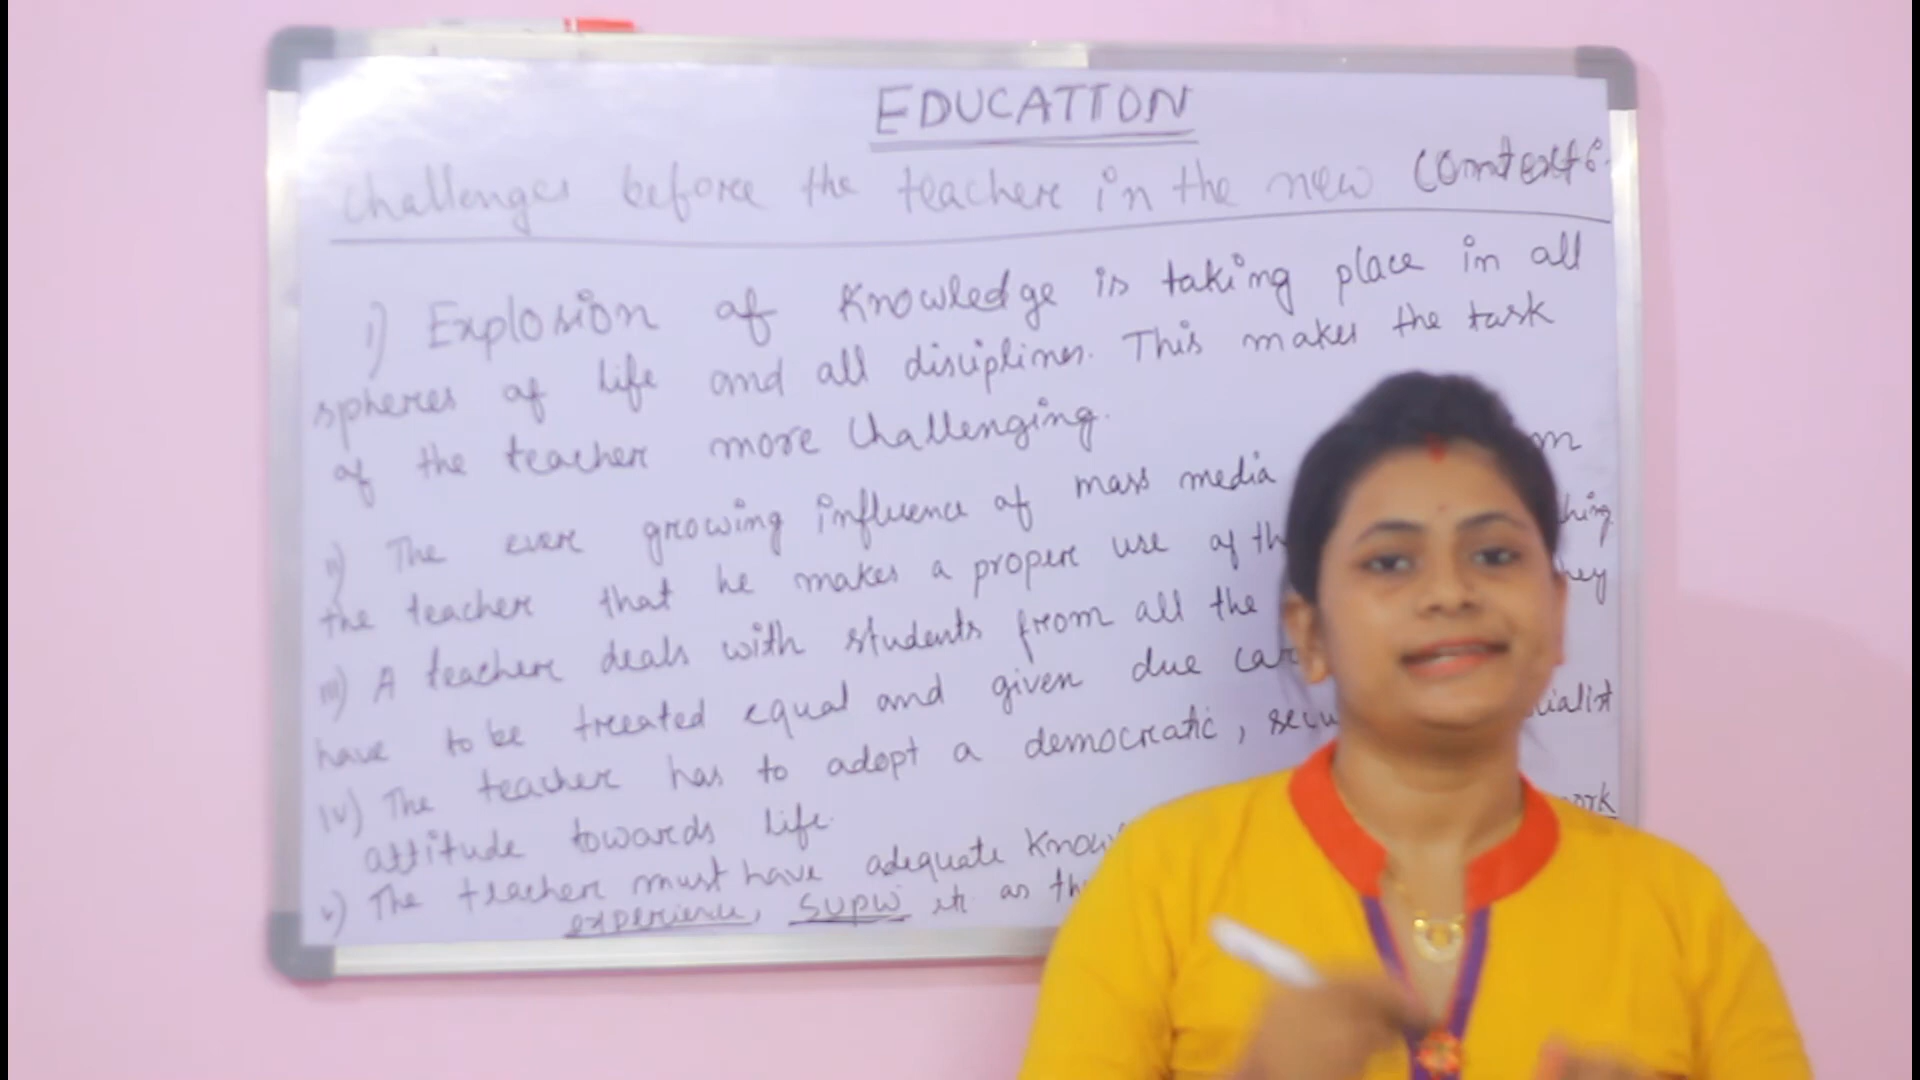 EDUCATION
Challenges before the teacher in the new context:
i) Explosion of Knowledge is taking place in all
spheres of life and all disciplines. This makes the task
of the teacher more challenging.
ii) The ever growing influence of mass media
the teacher that he makes a proper use of
iii) A teacher deals with students from all the
have to be treated equal and given due
iv) The teacher has to adopt a democratic,
attitude towards life.
v) The teacher must have adequate
experience, SUPW etc as